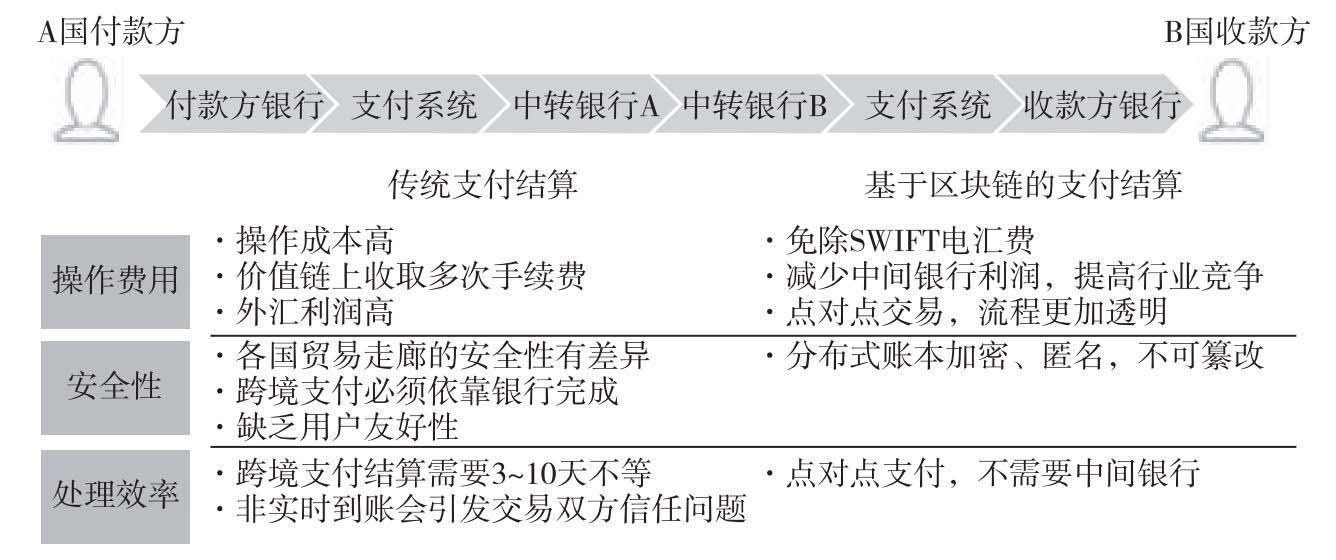 A国付款方
B国收款方
付款方银行 支付系统 中转银行A 中转银行B 支付系统 收款方银行
传统支付结算
基于区块链的支付结算
操作费用
·操作成本高
·价值链上收取多次手续费
·外汇利润高
·免除SWIFT电汇费
·减少中间银行利润，提高行业竞争
·点对点交易，流程更加透明
安全性
·各国贸易走廊的安全性有差异
·跨境支付必须依靠银行完成
·缺乏用户友好性
·分布式账本加密、匿名，不可纂改
处理效率
·跨境支付结算需要3~10天不等
·非实时到账会引发交易双方信任问题
·点对点支付，不需要中间银行